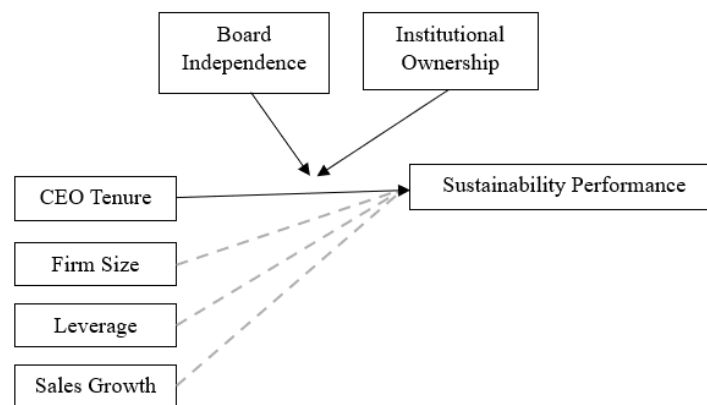 Board
Independence
Institutional
Ownership
Sustainability Performance
CEO Tenure
Firm Size
Leverage
Sales Growth